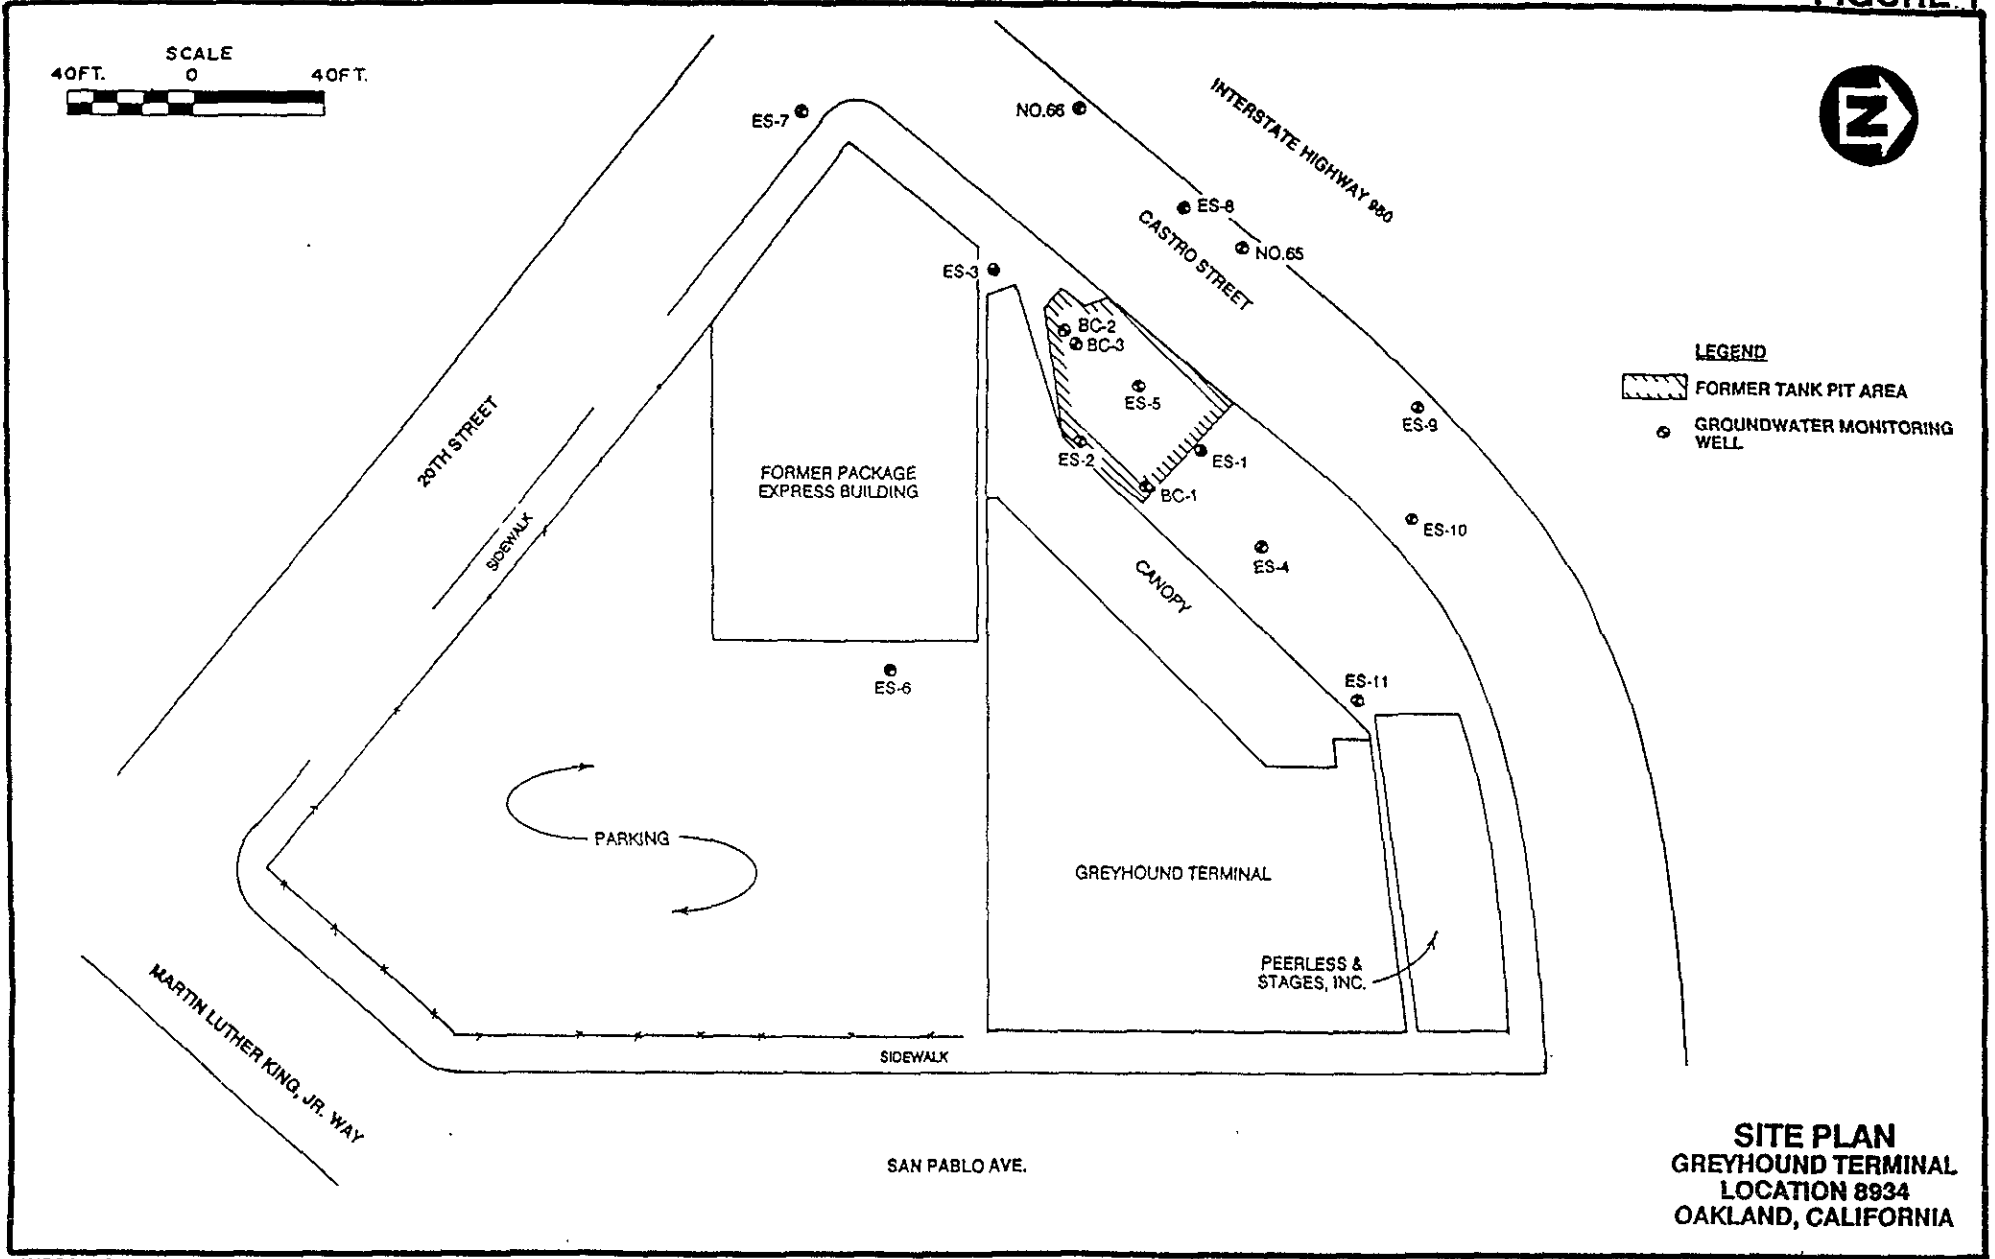 FIGURE 1
SCALE
40FT. 0 40FT.
N
ES-7
NO.66
INTERSTATE HIGHWAY 980
ES-8
CASTRO STREET
NO.65
ES-3
BC-2
BC-3
ES-5
ES-2
ES-1
BC-1
ES-9
ES-10
ES-4
LEGEND
FORMER TANK PIT AREA
GROUNDWATER MONITORING
WELL
20TH STREET
SIDEWALK
FORMER PACKAGE
EXPRESS BUILDING
CANOPY
ES-6
ES-11
PARKING
GREYHOUND TERMINAL
PEERLESS &
STAGES, INC.
SIDEWALK
MARTIN LUTHER KING, JR. WAY
SAN PABLO AVE.
SITE PLAN
GREYHOUND TERMINAL
LOCATION 8934
OAKLAND, CALIFORNIA